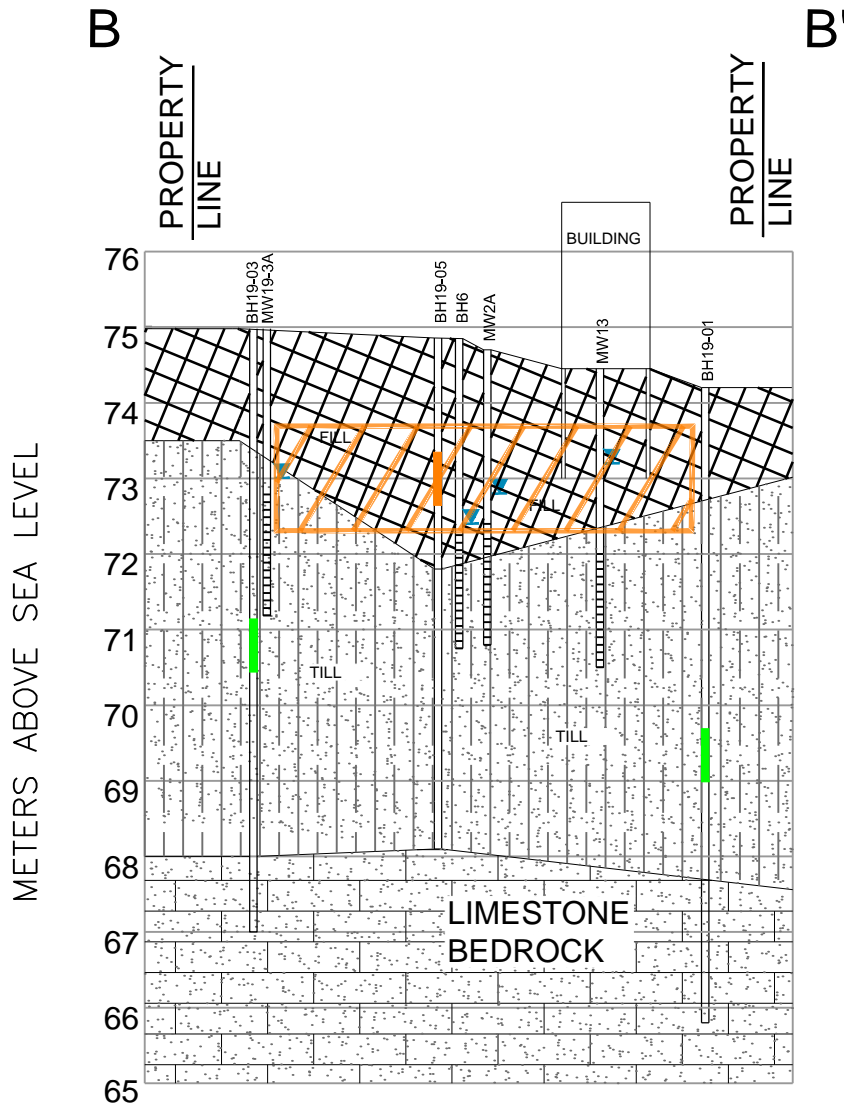 B
B'
PROPERTY
LINE
PROPERTY
LINE
BUILDING
76
BH19-03
MW19-3A
BH19-05
BH6
MW2A
MW13
BH19-01
75
74
FILL
73
FILL
72
71
TILL
70
TILL
69
68
LIMESTONE
BEDROCK
67
66
65
METERS ABOVE SEA LEVEL